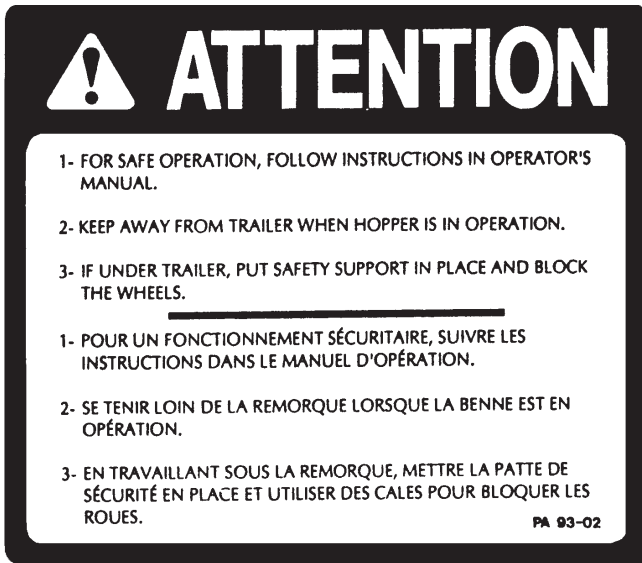 ATTENTION
1- FOR SAFE OPERATION, FOLLOW INSTRUCTIONS IN OPERATOR'S
MANUAL.
2- KEEP AWAY FROM TRAILER WHEN HOPPER IS IN OPERATION.
3- IF UNDER TRAILER, PUT SAFETY SUPPORT IN PLACE AND BLOCK
THE WHEELS.
1- POUR UN FONCTIONNEMENT SÉCURITAIRE, SUIVRE LES
INSTRUCTIONS DANS LE MANUEL D'OPÉRATION.
2- SE TENIR LOIN DE LA REMORQUE LORSQUE LA BENNE EST EN
OPÉRATION.
3- EN TRAVAILLANT SOUS LA REMORQUE, METTRE LA PATTE DE
SÉCURITÉ EN PLACE ET UTILISER DES CALES POUR BLOQUER LES
ROUES.
PA 93-02